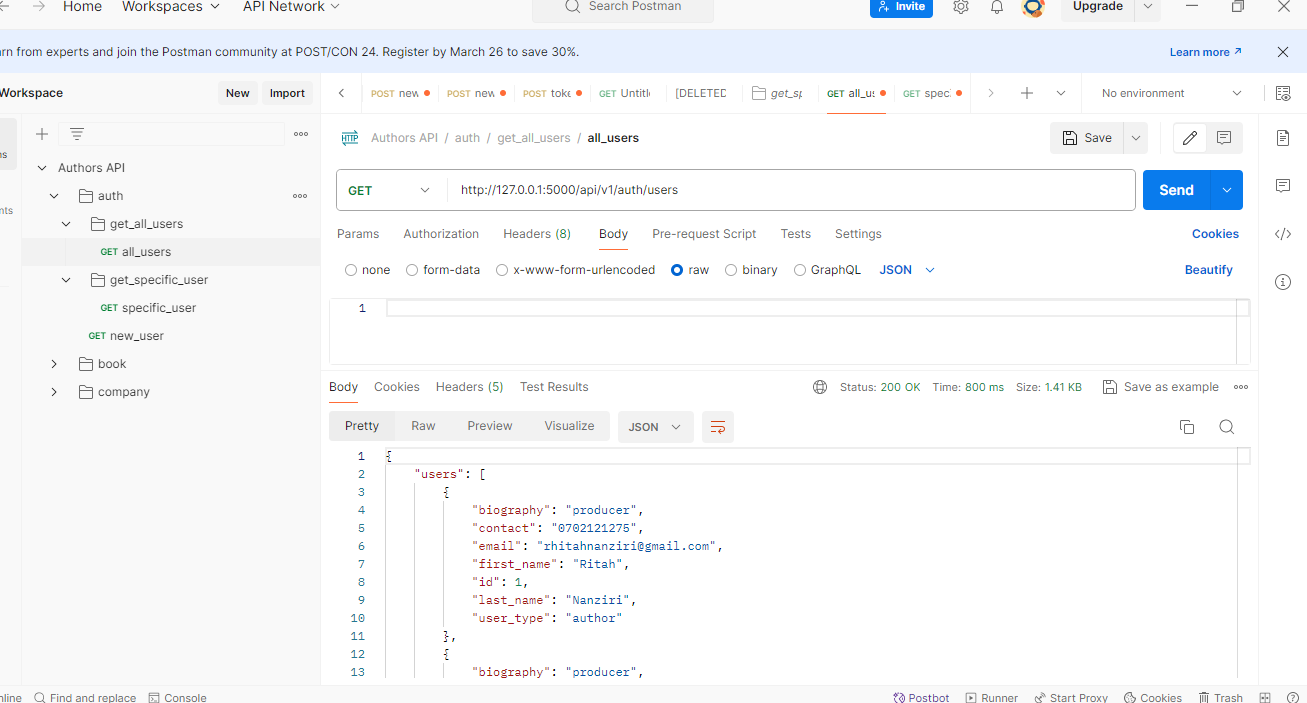 Home Workspaces API Network Search Postman Invite Upgrade
rn from experts and join the Postman community at POST/CON 24. Register by March 26 to save 30%. Learn more
Workspace New Import POST new POST new POST toke GET Untitl [DELETED get_sp GET all_us GET spec No environment
Authors API / auth / get_all_users / all_users Save
Authors API
auth
get_all_users
GET all_users
get_specific_user
GET specific_user
GET new_user
book
company
GET http://127.0.0.1:5000/api/v1/auth/users Send
Params Authorization Headers (8) Body Pre-request Script Tests Settings Cookies
none form-data x-www-form-urlencoded raw binary GraphQL JSON Beautify
1
Body Cookies Headers (5) Test Results Status: 200 OK Time: 800 ms Size: 1.41 KB Save as example
Pretty Raw Preview Visualize JSON
1 {
2 "users": [
3 {
4 "biography": "producer",
5 "contact": "0702121275",
6 "email": "rhitahnanziri@gmail.com",
7 "first_name": "Ritah",
8 "id": 1,
9 "last_name": "Nanziri",
10 "user_type": "author"
11 },
12 {
13 "biography": "producer",
nline Find and replace Console Postbot Runner Start Proxy Cookies Trash